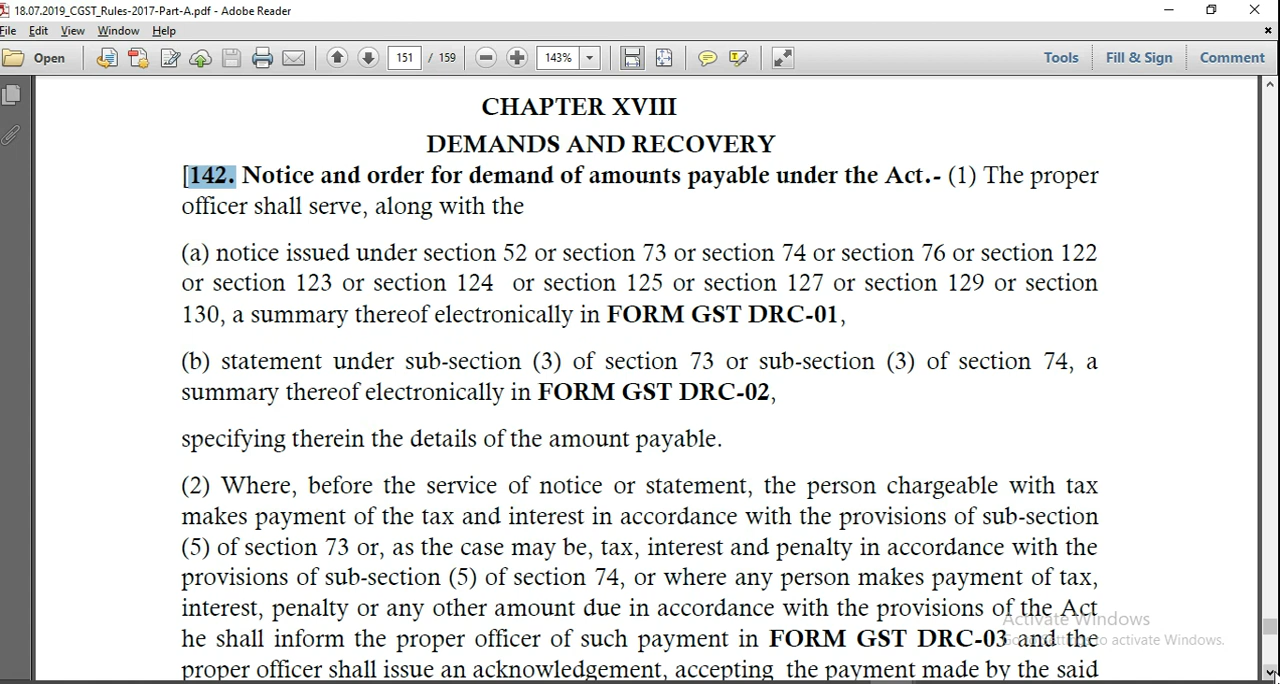 18.07.2019_CGST_Rules-2017-Part-A.pdf - Adobe Reader
File Edit View Window Help
Open 151 / 159 143% Tools Fill & Sign Comment
CHAPTER XVIII
DEMANDS AND RECOVERY
[142. Notice and order for demand of amounts payable under the Act.- (1) The proper
officer shall serve, along with the
(a) notice issued under section 52 or section 73 or section 74 or section 76 or section 122
or section 123 or section 124 or section 125 or section 127 or section 129 or section
130, a summary thereof electronically in FORM GST DRC-01,
(b) statement under sub-section (3) of section 73 or sub-section (3) of section 74, a
summary thereof electronically in FORM GST DRC-02,
specifying therein the details of the amount payable.
(2) Where, before the service of notice or statement, the person chargeable with tax
makes payment of the tax and interest in accordance with the provisions of sub-section
(5) of section 73 or, as the case may be, tax, interest and penalty in accordance with the
provisions of sub-section (5) of section 74, or where any person makes payment of tax,
interest, penalty or any other amount due in accordance with the provisions of the Act
Activate Windows
he shall inform the proper officer of such payment in FORM GST DRC-03 and the
to activate Windows.
proper officer shall issue an acknowledgement, accepting the payment made by the said